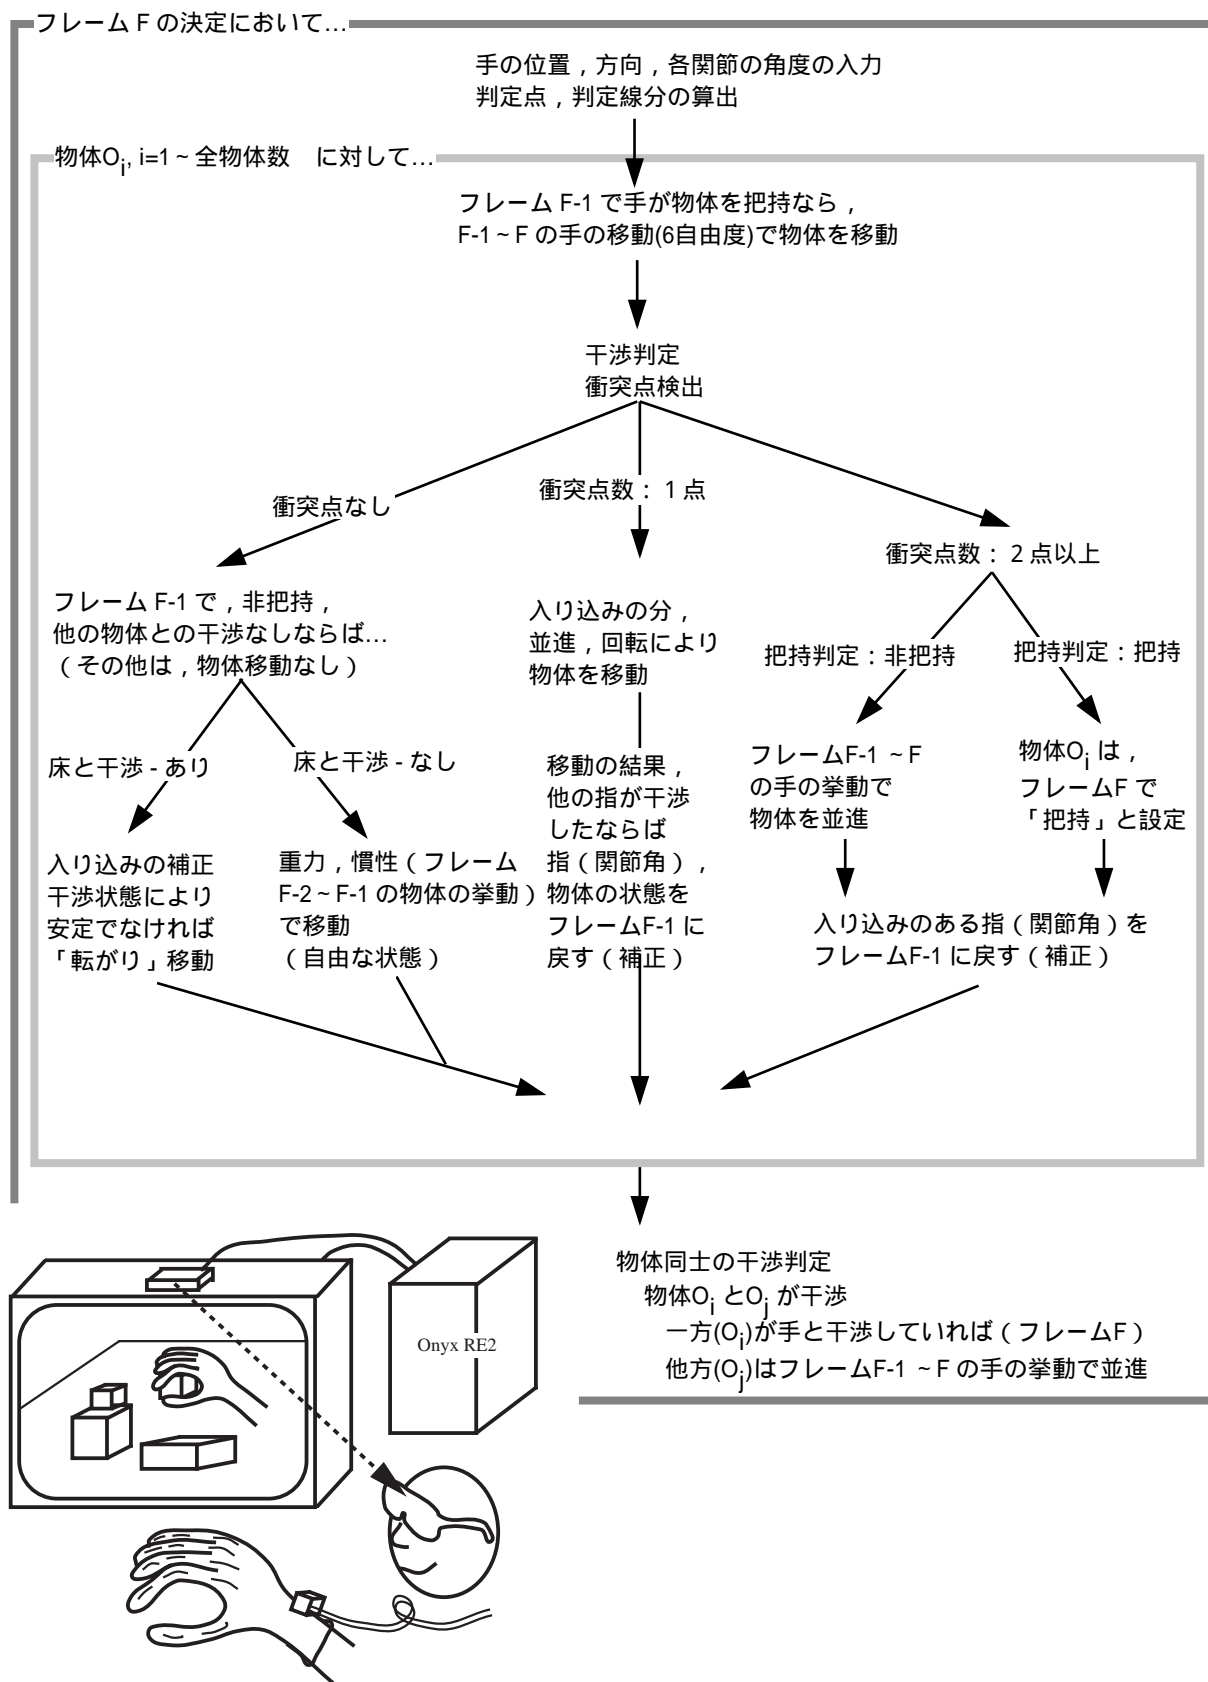 フレーム F の決定において...
手の位置，方向，各関節の角度の入力
判定点，判定線分の算出
物体Oi, i=1 ~ 全物体数　に対して...
フレーム F-1 で手が物体を把持なら，
F-1 ~ F の手の移動(6自由度)で物体を移動
干渉判定
衝突点検出
衝突点なし
衝突点数： 1 点
衝突点数： 2 点以上
フレーム F-1 で，非把持，
他の物体との干渉なしならば...
（その他は，物体移動なし）
床と干渉 - あり
床と干渉 - なし
入り込みの補正
干渉状態により
安定でなければ
「転がり」移動
重力，慣性（フレーム
F-2 ~ F-1 の物体の挙動）
で移動
（自由な状態）
入り込みの分，
並進，回転により
物体を移動
移動の結果，
他の指が干渉
したならば
指（関節角），
物体の状態を
フレームF-1 に
戻す（補正）
把持判定：非把持
把持判定：把持
フレームF-1 ~ F
の手の挙動で
物体を並進
物体Oi は，
フレームF で
「把持」と設定
入り込みのある指（関節角）を
フレームF-1 に戻す（補正）
物体同士の干渉判定
物体Oi とOj が干渉
一方(Oi)が手と干渉していれば（フレームF）
他方(Oj)はフレームF-1 ~ F の手の挙動で並進
Onyx RE2